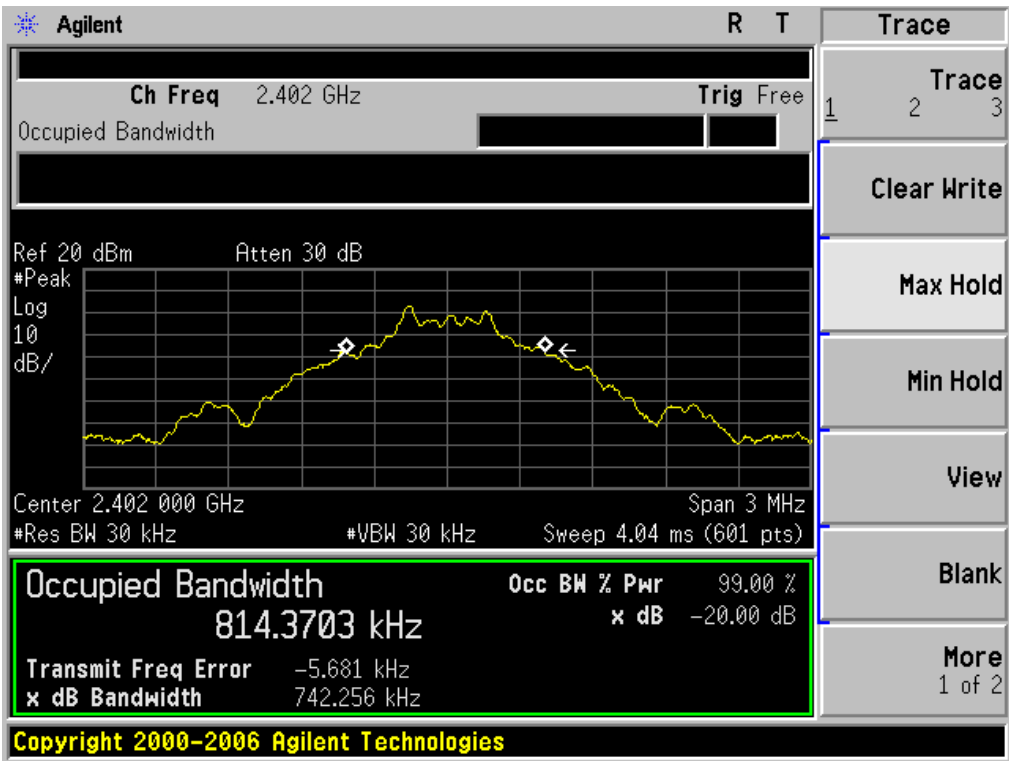 Agilent R T Trace
Ch Freq 2.402 GHz Trig Free
Occupied Bandwidth
Trace
1 2 3
Clear Write
Max Hold
Min Hold
View
Blank
More
1 of 2
Ref 20 dBm Atten 30 dB
#Peak
Log
10
dB/
Center 2.402 000 GHz Span 3 MHz
#Res BW 30 kHz #VBW 30 kHz Sweep 4.04 ms (601 pts)
Occupied Bandwidth Occ BW % Pwr 99.00 %
814.3703 kHz x dB -20.00 dB
Transmit Freq Error -5.681 kHz
x dB Bandwidth 742.256 kHz
Copyright 2000-2006 Agilent Technologies